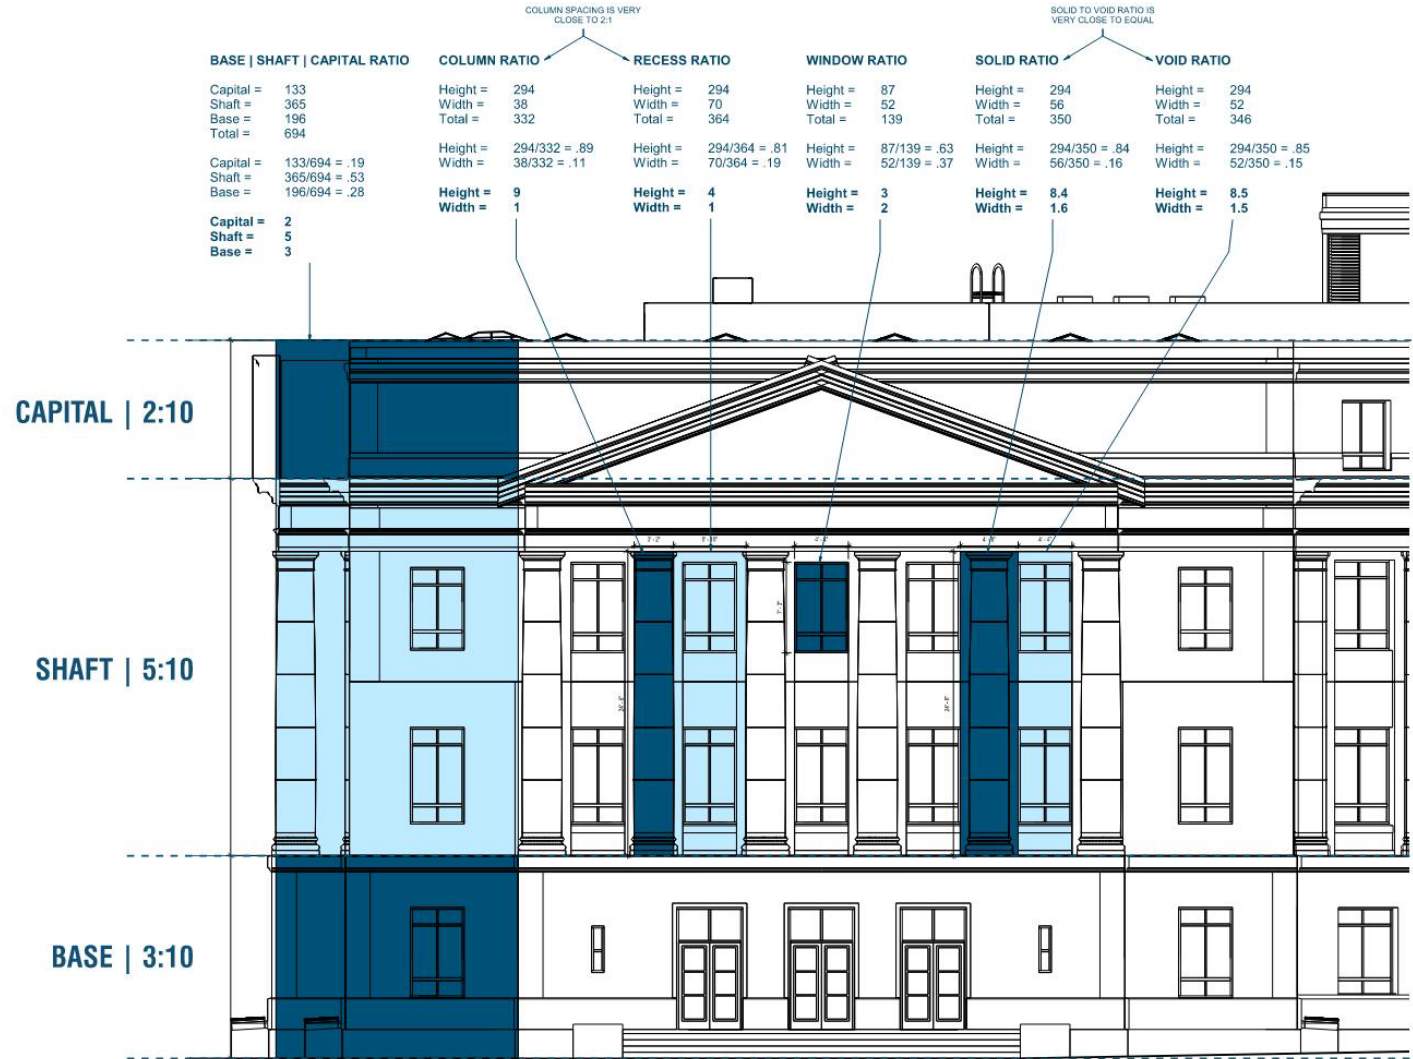 COLUMN SPACING IS VERY
CLOSE TO 2:1
SOLID TO VOID RATIO IS
VERY CLOSE TO EQUAL
BASE | SHAFT | CAPITAL RATIO
Capital = 133
Shaft = 365
Base = 196
Total = 694
Capital = 133/694 = .19
Shaft = 365/694 = .53
Base = 196/694 = .28
Capital = 2
Shaft = 5
Base = 3
COLUMN RATIO
Height = 294
Width = 38
Total = 332
Height = 294/332 = .89
Width = 38/332 = .11
Height = 9
Width = 1
RECESS RATIO
Height = 294
Width = 70
Total = 364
Height = 294/364 = .81
Width = 70/364 = .19
Height = 4
Width = 1
WINDOW RATIO
Height = 87
Width = 52
Total = 139
Height = 87/139 = .63
Width = 52/139 = .37
Height = 3
Width = 2
SOLID RATIO
Height = 294
Width = 56
Total = 350
Height = 294/350 = .84
Width = 56/350 = .16
Height = 8.4
Width = 1.6
VOID RATIO
Height = 294
Width = 52
Total = 346
Height = 294/350 = .85
Width = 52/350 = .15
Height = 8.5
Width = 1.5
CAPITAL | 2:10
SHAFT | 5:10
BASE | 3:10